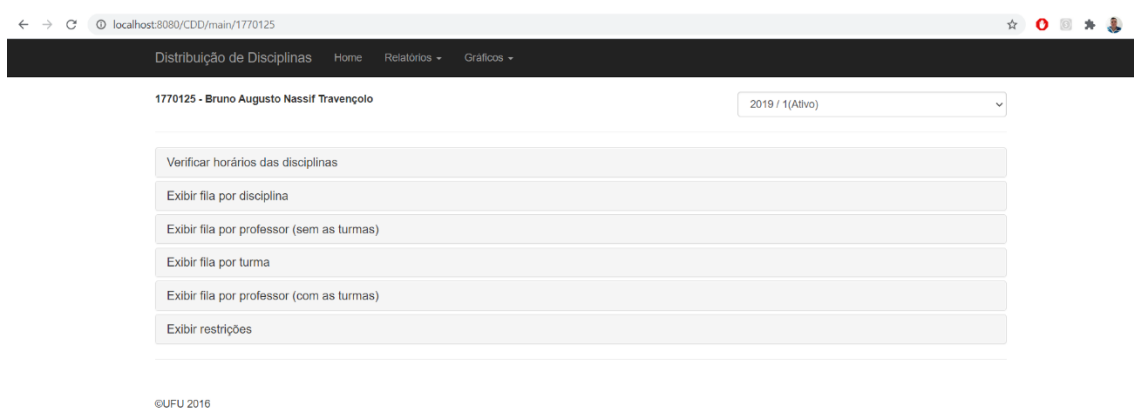 localhost:8080/CDD/main/1770125
Distribuição de Disciplinas Home Relatórios Gráficos
1770125 - Bruno Augusto Nassif Travençolo 2019 / 1(Ativo)
Verificar horários das disciplinas
Exibir fila por disciplina
Exibir fila por professor (sem as turmas)
Exibir fila por turma
Exibir fila por professor (com as turmas)
Exibir restrições
©UFU 2016